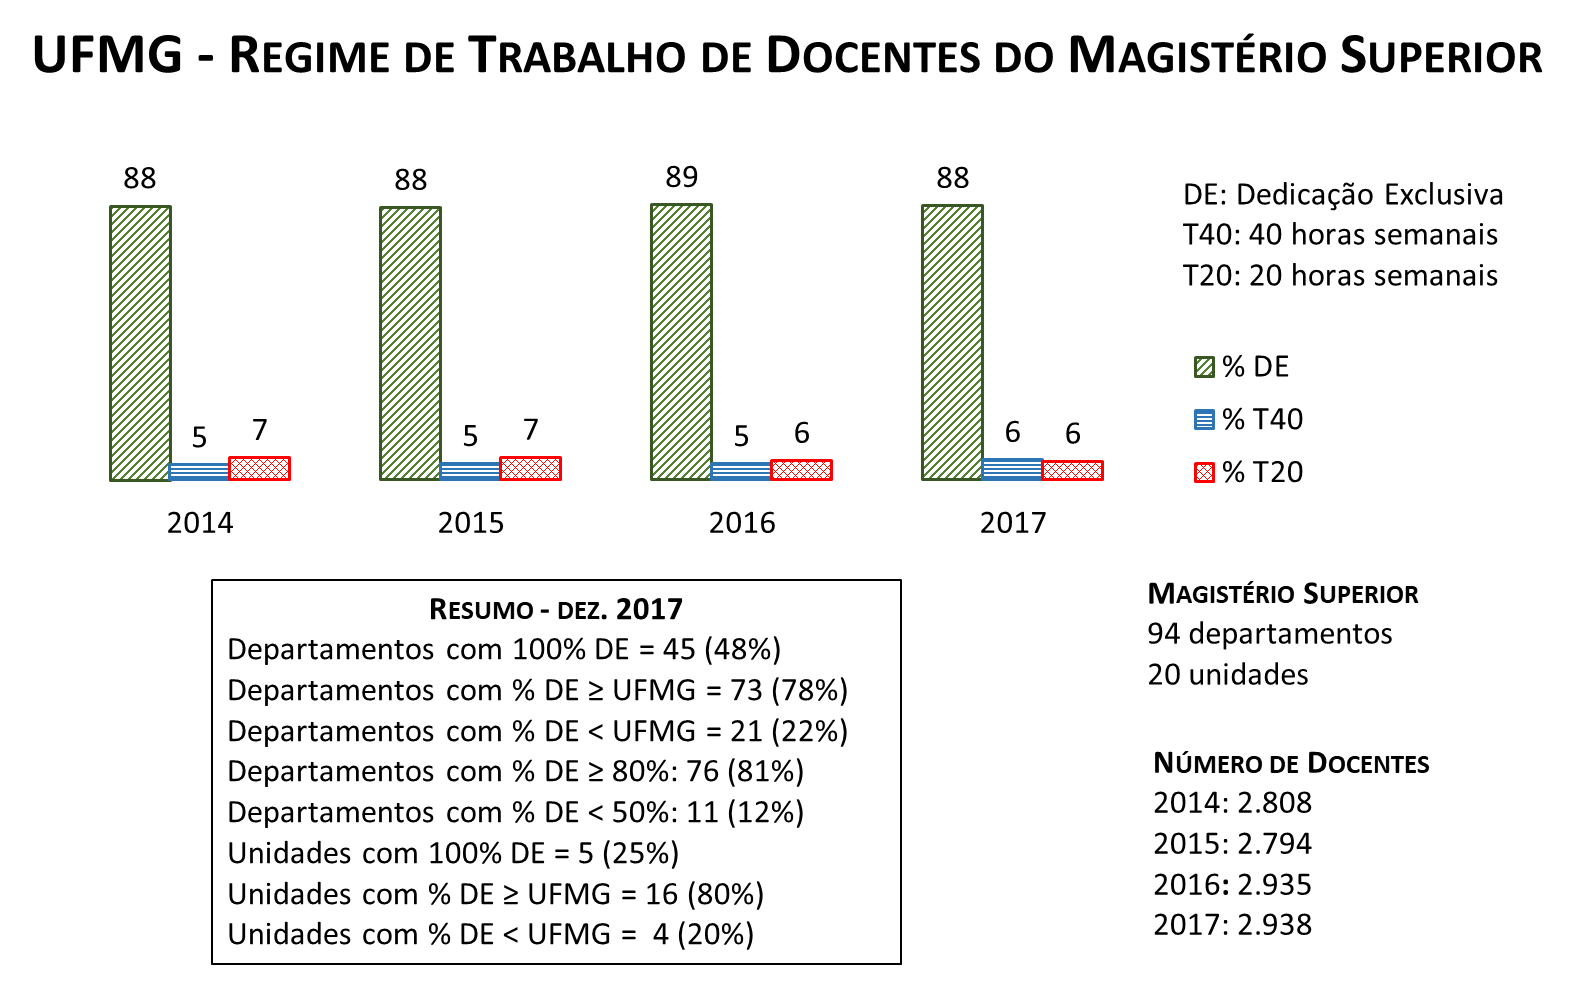 UFMG - REGIME DE TRABALHO DE DOCENTES DO MAGISTÉRIO SUPERIOR
88
5
7
88
5
7
89
5
6
88
6
6
2014
2015
2016
2017
DE: Dedicação Exclusiva
T40: 40 horas semanais
T20: 20 horas semanais
% DE
% T40
% T20
RESUMO - DEZ. 2017
Departamentos com 100% DE = 45 (48%)
Departamentos com % DE ≥ UFMG = 73 (78%)
Departamentos com % DE < UFMG = 21 (22%)
Departamentos com % DE ≥ 80%: 76 (81%)
Departamentos com % DE < 50%: 11 (12%)
Unidades com 100% DE = 5 (25%)
Unidades com % DE ≥ UFMG = 16 (80%)
Unidades com % DE < UFMG =  4 (20%)
MAGISTÉRIO SUPERIOR
94 departamentos
20 unidades
NÚMERO DE DOCENTES
2014: 2.808
2015: 2.794
2016: 2.935
2017: 2.938